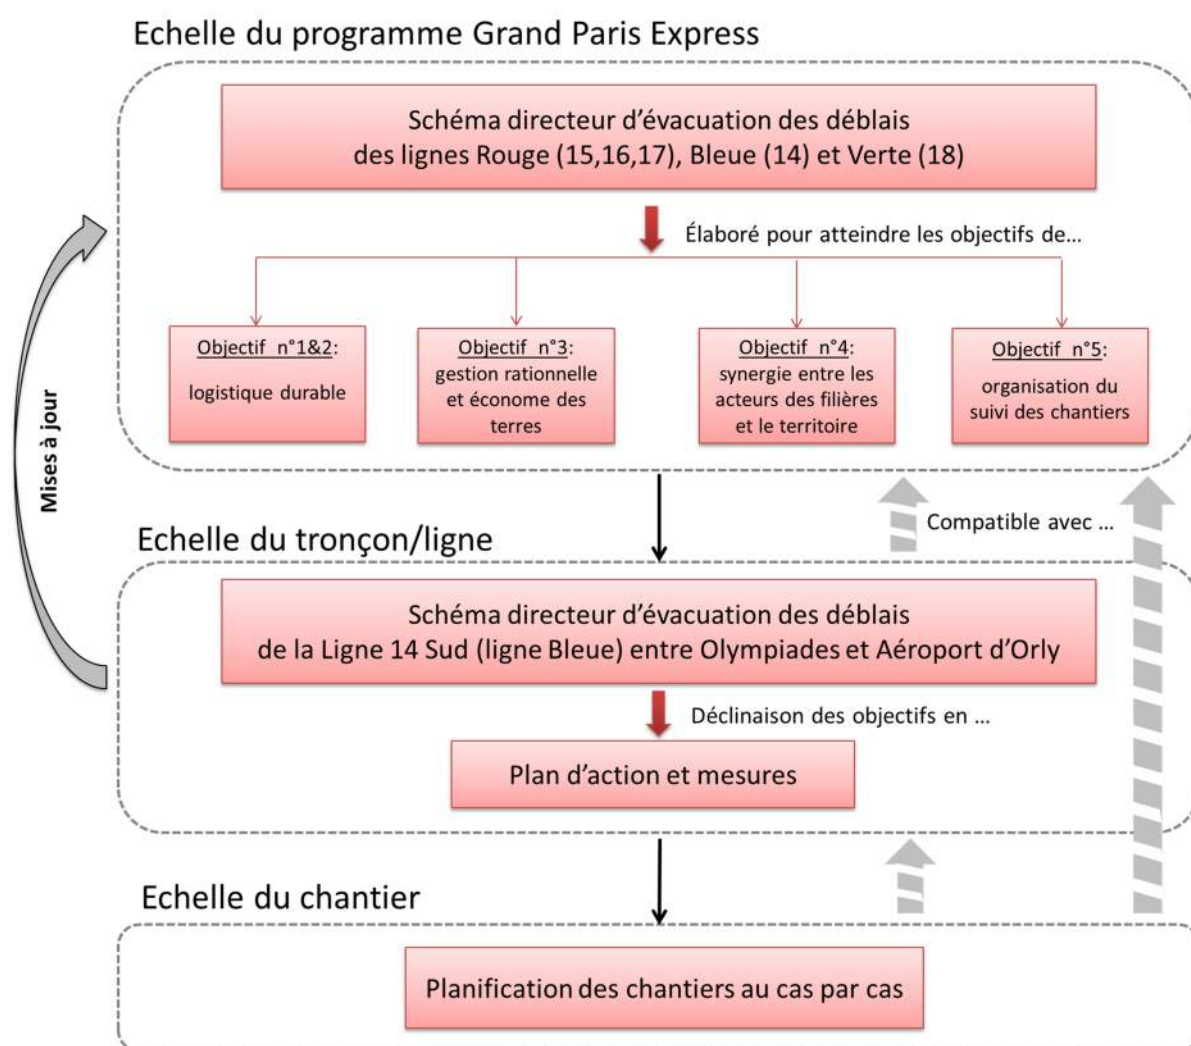 Echelle du programme Grand Paris Express
Schéma directeur d'évacuation des déblais
des lignes Rouge (15,16,17), Bleue (14) et Verte (18)
Élaboré pour atteindre les objectifs de…
Objectif n°1&2:
logistique durable
Objectif n°3:
gestion rationnelle
et économe des
terres
Objectif n°4:
synergie entre les
acteurs des filières
et le territoire
Objectif n°5:
organisation du
suivi des chantiers
Mises à jour
Compatible avec …
Echelle du tronçon/ligne
Schéma directeur d'évacuation des déblais
de la Ligne 14 Sud (ligne Bleue) entre Olympiades et Aéroport d'Orly
Déclinaison des objectifs en …
Plan d'action et mesures
Echelle du chantier
Planification des chantiers au cas par cas